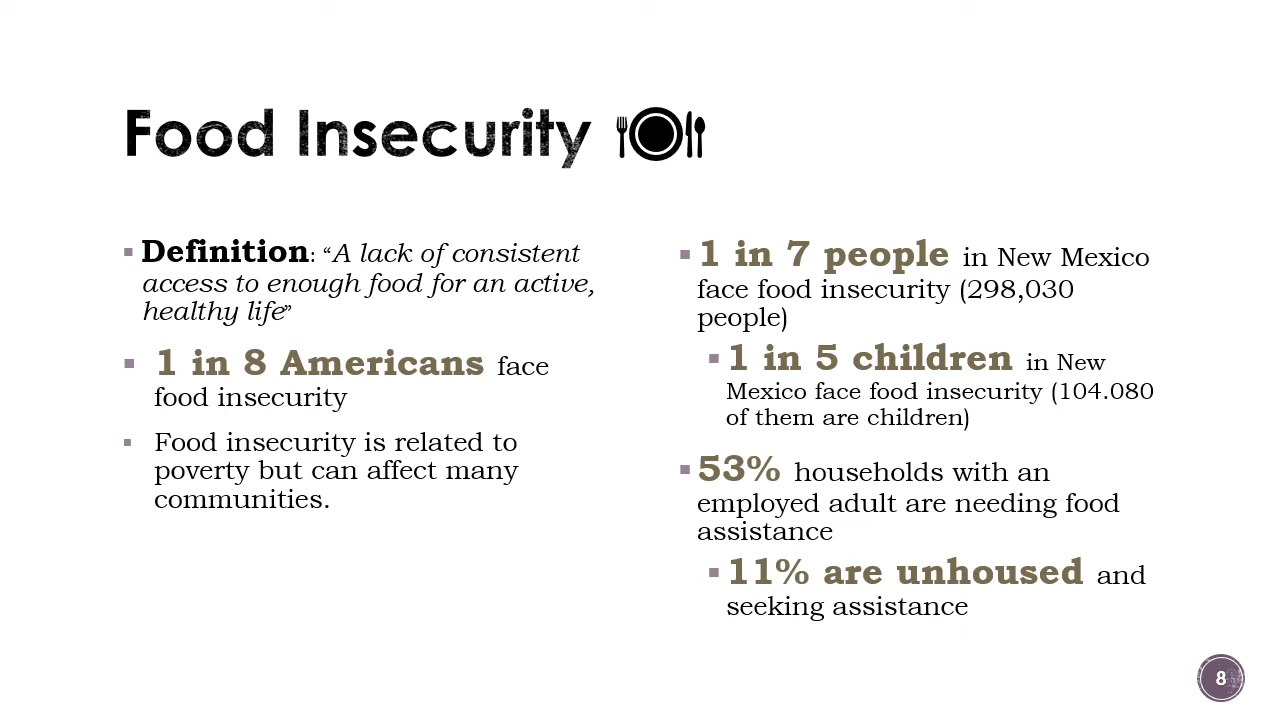 Food Insecurity
Definition: “A lack of consistent
access to enough food for an active,
healthy life”
1 in 8 Americans face
food insecurity
Food insecurity is related to
poverty but can affect many
communities.
1 in 7 people in New Mexico
face food insecurity (298,030
people)
1 in 5 children in New
Mexico face food insecurity (104.080
of them are children)
53% households with an
employed adult are needing food
assistance
11% are unhoused and
seeking assistance
8